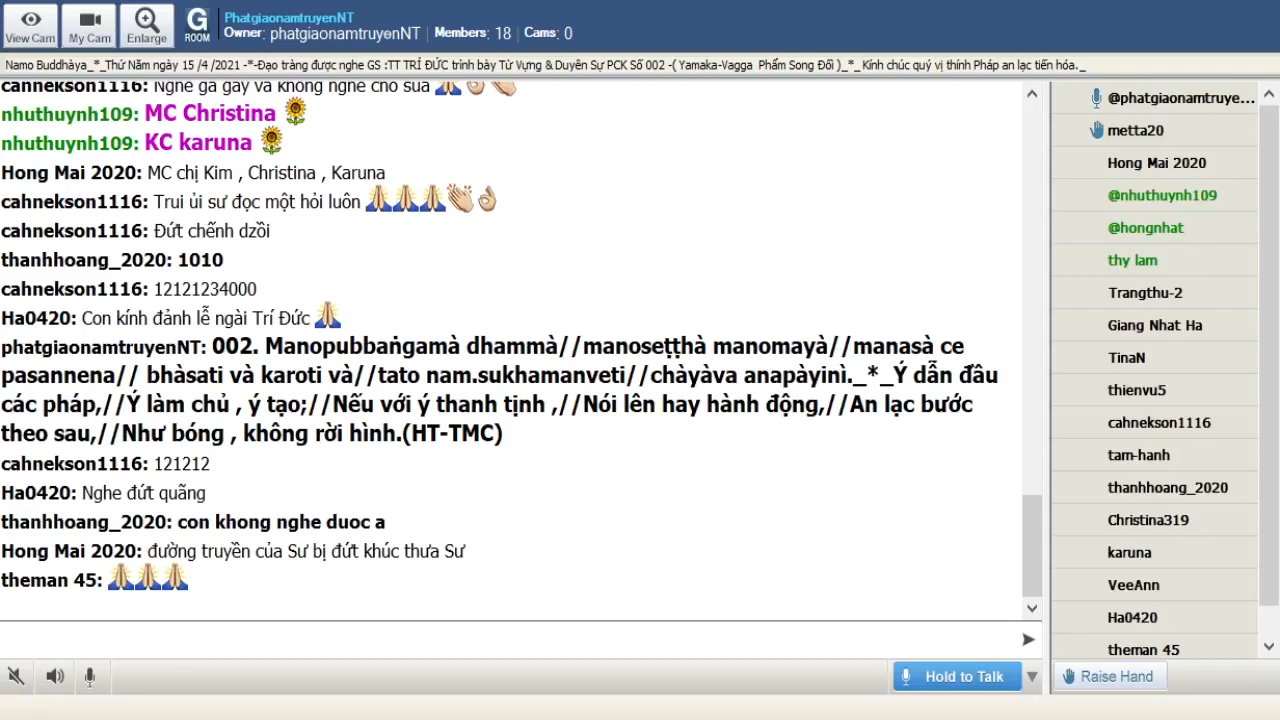 View Cam
My Cam
Enlarge
G
ROOM
PhatgiaonamtruyenNT
Owner: phatgiaonamtruyenNT | Members: 18 | Cams: 0
Namo Buddhàya_*_Thứ Năm ngày 15 /4 /2021 -*-Đạo tràng được nghe GS :TT TRÍ ĐỨC trình bày Từ Vựng & Duyên Sự PCK Số 002 -( Yamaka-Vagga Phẩm Song Đối )_*_Kính chúc quý vị thính Pháp an lạc tiến hóa._
cahnekson1116: Nghe gà gáy và không nghe chó sủa
nhuthuynh109: MC Christina
nhuthuynh109: KC karuna
Hong Mai 2020: MC chị Kim , Christina , Karuna
cahnekson1116: Trui ủi sư đọc một hỏi luôn
cahnekson1116: Đứt chểnh dzồi
thanhhoang_2020: 1010
cahnekson1116: 12121234000
Ha0420: Con kính đảnh lễ ngài Trí Đức
phatgiaonamtruyenNT: 002. Manopubbaṅgamà dhammà//manoseṭṭhà manomayà//manasà ce
pasannena// bhàsati và karoti và//tato nam.sukhamanveti//chàyàva anapàyinì._*_Ý dẫn đầu
các pháp,//Ý làm chủ , ý tạo;//Nếu với ý thanh tịnh ,//Nói lên hay hành động,//An lạc bước
theo sau,//Như bóng , không rời hình.(HT-TMC)
cahnekson1116: 121212
Ha0420: Nghe đứt quãng
thanhhoang_2020: con khong nghe duoc a
Hong Mai 2020: đường truyền của Sư bị đứt khúc thưa Sư
theman 45:
Hold to Talk
@phatgiaonamtruye...
metta20
Hong Mai 2020
@nhuthuynh109
@hongnhat
thy lam
Trangthu-2
Giang Nhat Ha
TinaN
thienvu5
cahnekson1116
tam-hanh
thanhhoang_2020
Christina319
karuna
VeeAnn
Ha0420
theman 45
Raise Hand